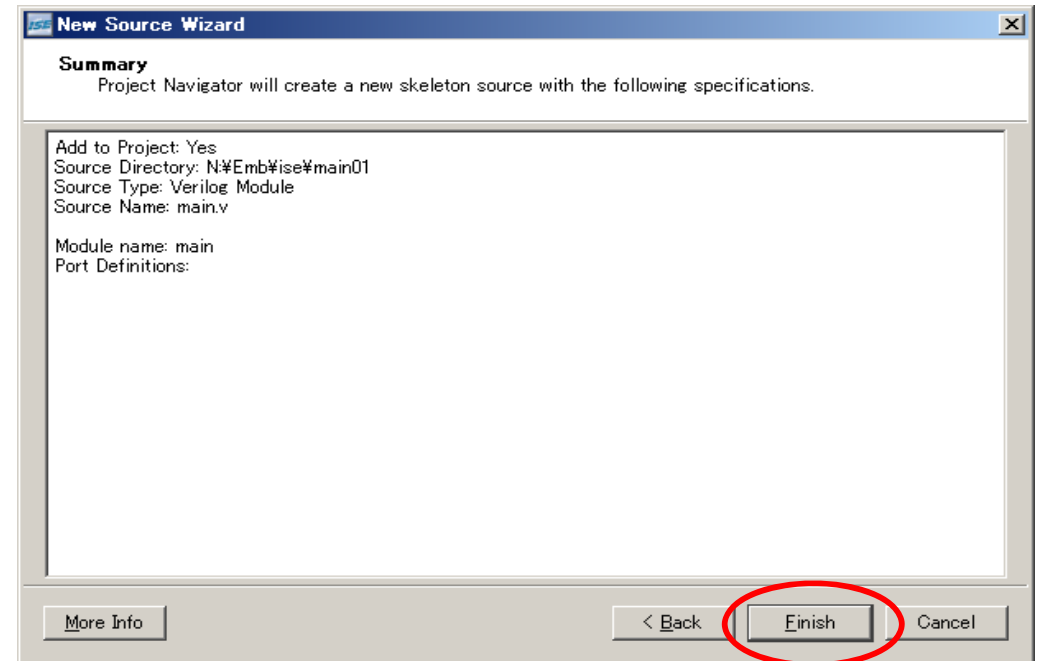 ISE New Source Wizard
Summary
Project Navigator will create a new skeleton source with the following specifications.
Add to Project: Yes
Source Directory: N:¥Emb¥ise¥main01
Source Type: Verilog Module
Source Name: main.v
Module name: main
Port Definitions:
More Info
< Back
Finish
Cancel